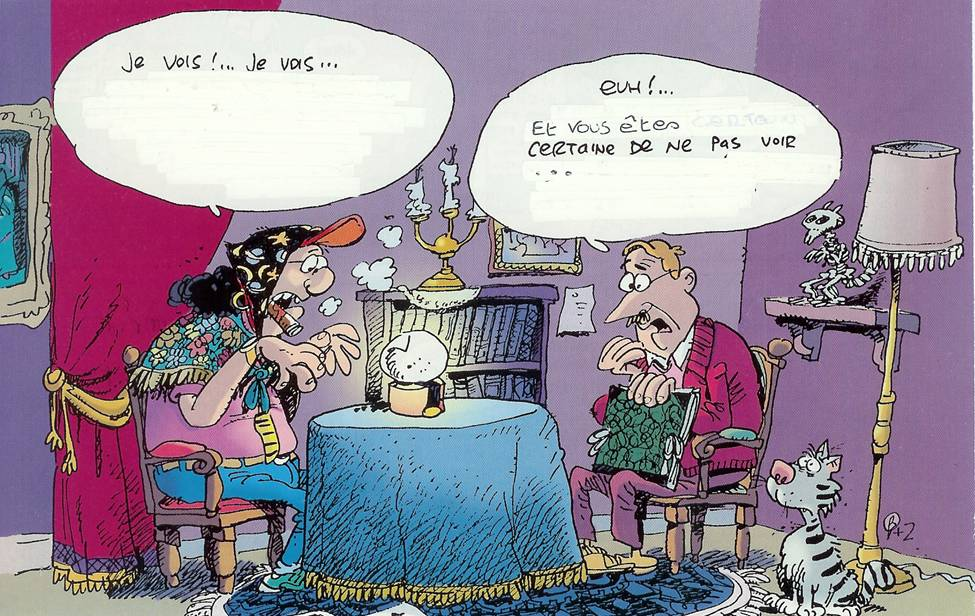 Je vois !... Je vois...
EUH !...
Et vous êtes
certaine de ne pas voir
...